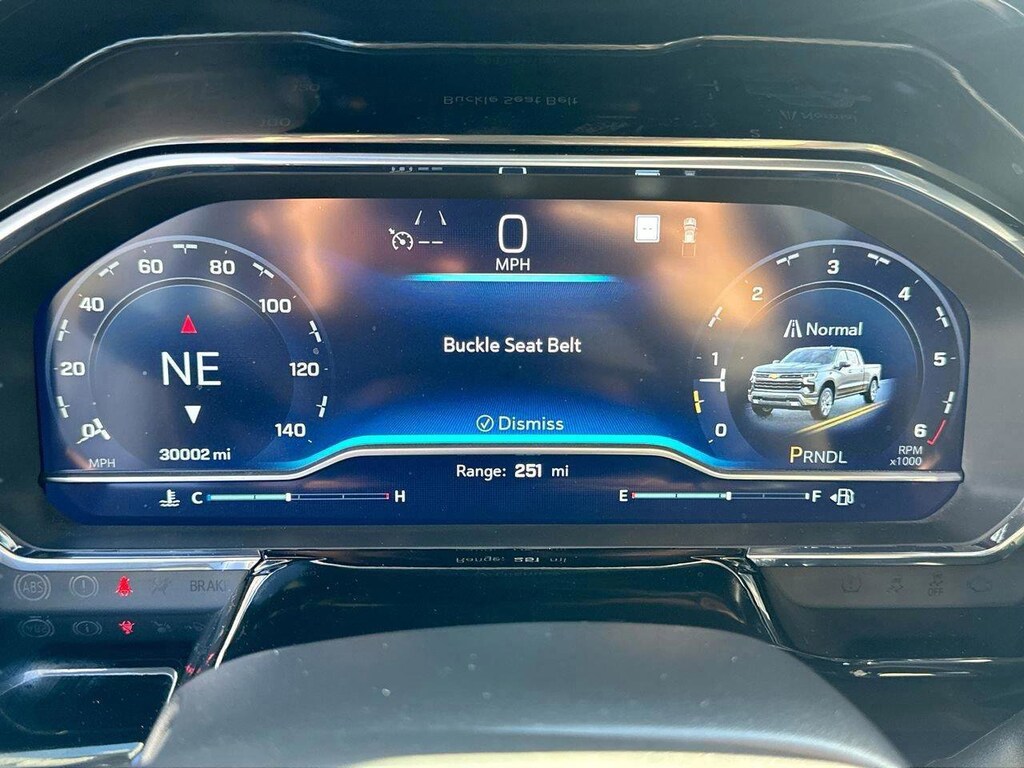 0
MPH
0
20
40
60
80
100
120
140
MPH
NE
30002 mi
Buckle Seat Belt
Dismiss
Range: 251 mi
C
H
E
F
0
1
2
3
4
5
6
RPM
x1000
Normal
PRNDL
ABS
BRAK
OFF